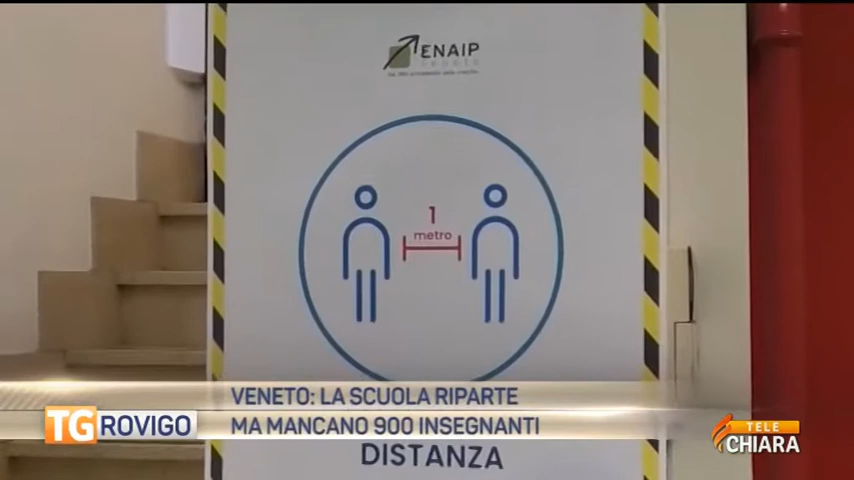 ENAIP
1
metro
VENETO: LA SCUOLA RIPARTE
TG ROVIGO
MA MANCANO 900 INSEGNANTI
TELE
CHIARA
DISTANZA